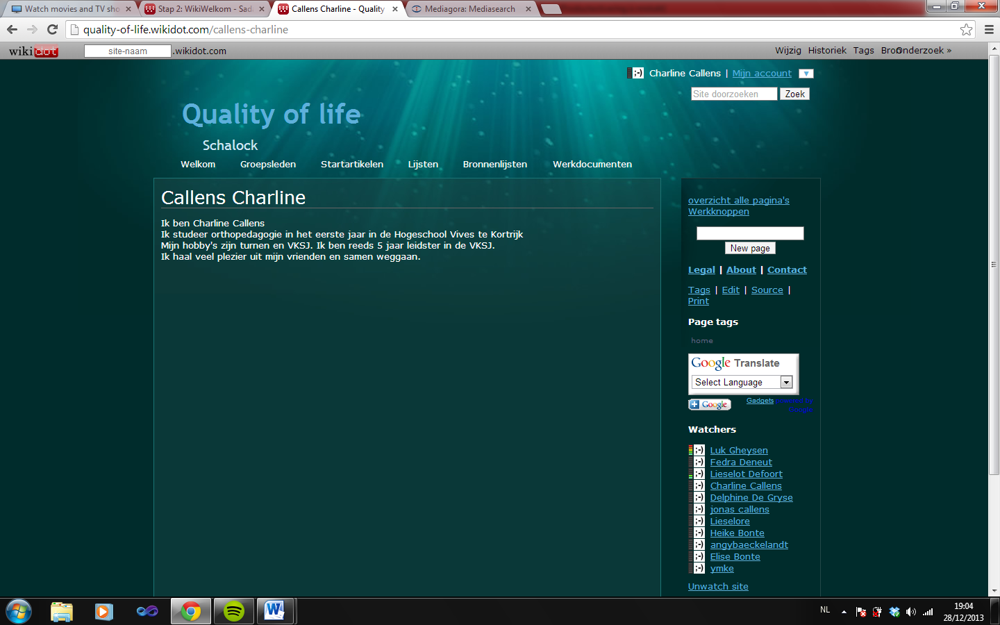 Watch movies and TV sho
Stap 2: WikiWelkom - Sad
Callens Charline - Quality
Mediagora: Mediasearch
quality-of-life.wikidot.com/callens-charline
wikidot
site-naam .wikidot.com
Wijzig Historiek Tags Bron Onderzoek »
;-) Charline Callens | Mijn account ▼
Site doorzoeken Zoek
Quality of life
Schalock
Welkom Groepsleden Startartikelen Lijsten Bronnenlijsten Werkdocumenten
Callens Charline
Ik ben Charline Callens
Ik studeer orthopedagogie in het eerste jaar in de Hogeschool Vives te Kortrijk
Mijn hobby's zijn turnen en VKSJ. Ik ben reeds 5 jaar leidster in de VKSJ.
Ik haal veel plezier uit mijn vrienden en samen weggaan.
overzicht alle pagina's
Werkknoppen
New page
Legal | About | Contact
Tags | Edit | Source |
Print
Page tags
home
Google Translate
Select Language
+ Google
Gadgets
Google
Watchers
;-) Luk Gheysen
;-) Fedra Deneut
;-) Lieselot Defoort
;-) Charline Callens
;-) Delphine De Gryse
;-) jonas callens
;-) Lieselore
;-) Heike Bonte
;-) angybaeckelandt
;-) Elise Bonte
;-) ymke
Unwatch site
W
NL
19:04
28/12/2013